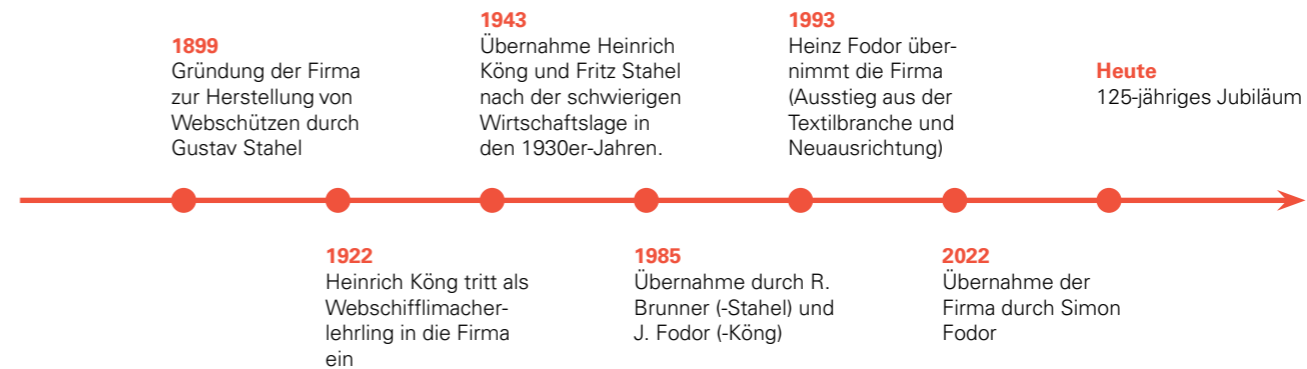 1899
Gründung der Firma
zur Herstellung von
Webschützen durch
Gustav Stahel
1922
Heinrich Köng tritt als
Webschifflimacher-
lehrling in die Firma
ein
1943
Übernahme Heinrich
Köng und Fritz Stahel
nach der schwierigen
Wirtschaftslage in
den 1930er-Jahren.
1985
Übernahme durch R.
Brunner (-Stahel) und
J. Fodor (-Köng)
1993
Heinz Fodor über-
nimmt die Firma
(Ausstieg aus der
Textilbranche und
Neuausrichtung)
2022
Übernahme der
Firma durch Simon
Fodor
Heute
125-jähriges Jubiläum